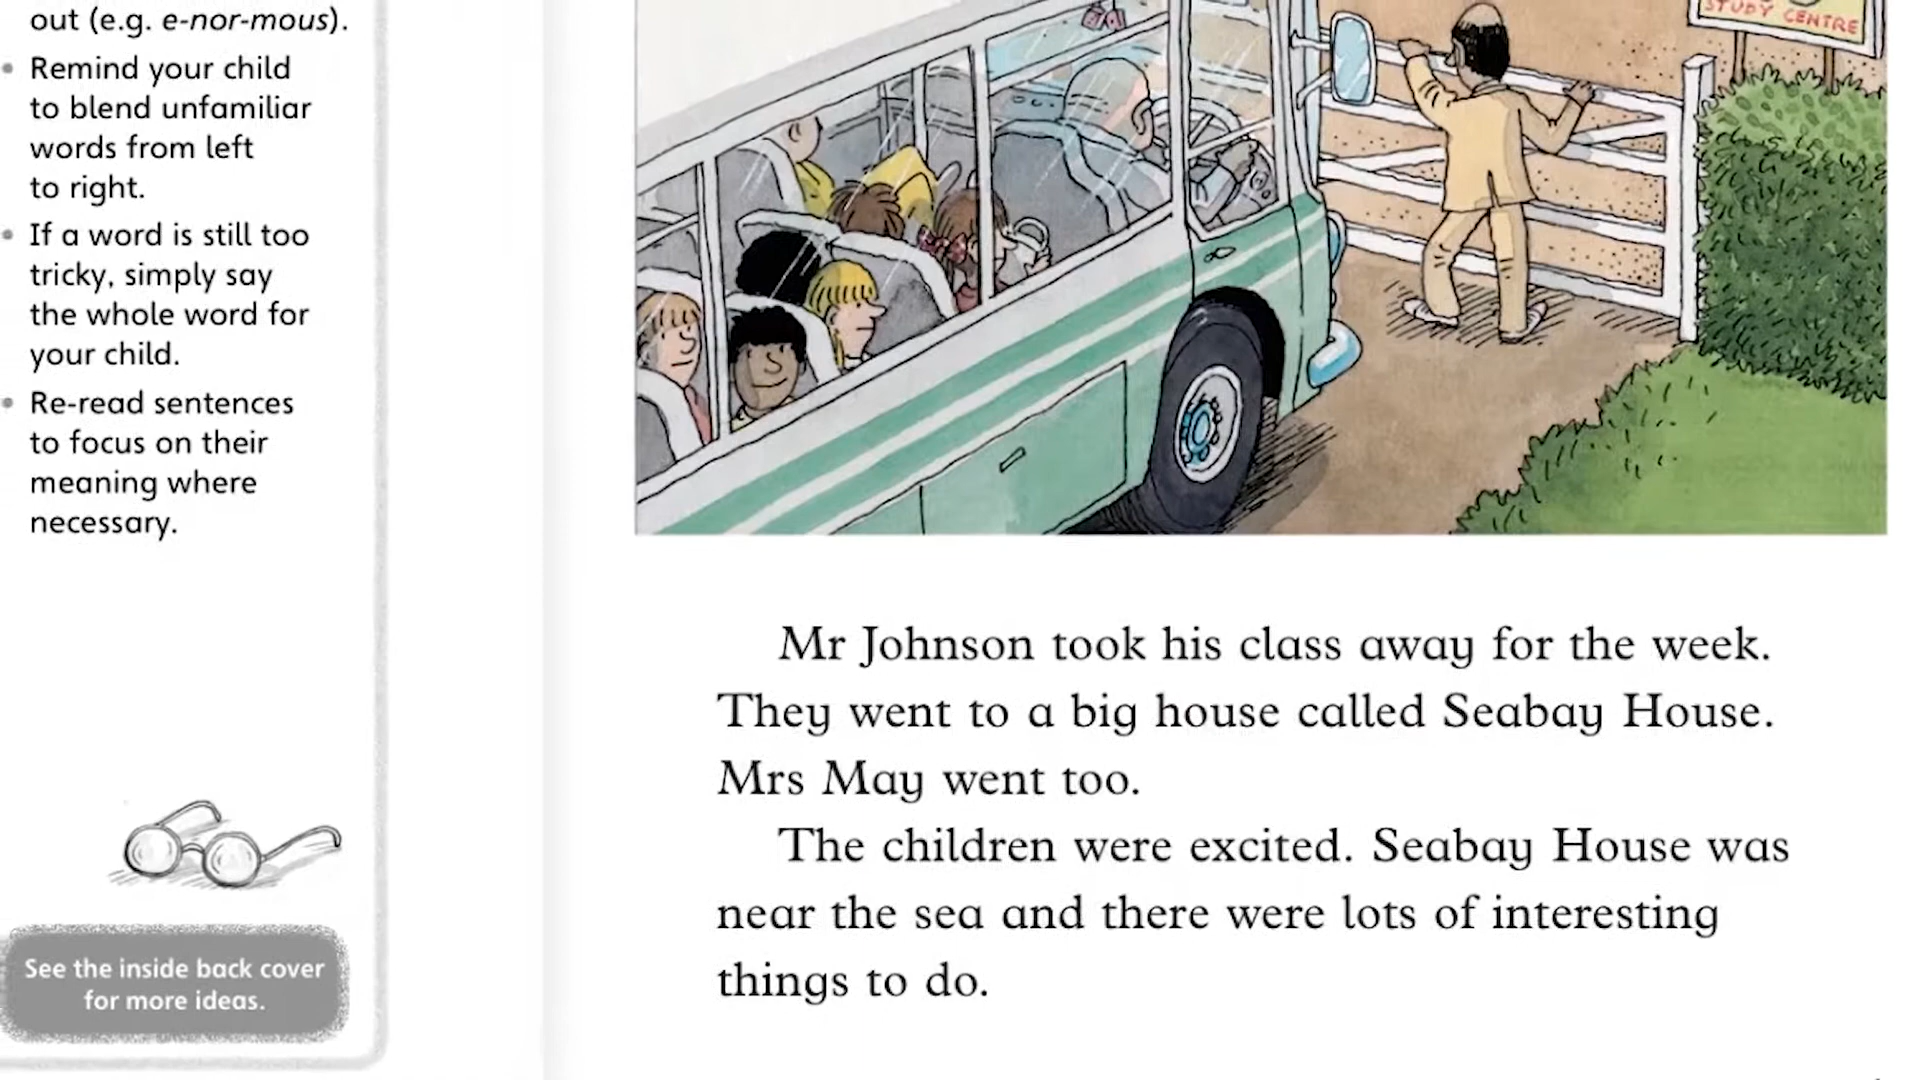 out (e.g. e-nor-mous).
Remind your child
to blend unfamiliar
words from left
to right.
If a word is still too
tricky, simply say
the whole word for
your child.
Re-read sentences
to focus on their
meaning where
necessary.
See the inside back cover
for more ideas.
STUDY CENTRE
Mr Johnson took his class away for the week.
They went to a big house called Seabay House.
Mrs May went too.
The children were excited. Seabay House was
near the sea and there were lots of interesting
things to do.